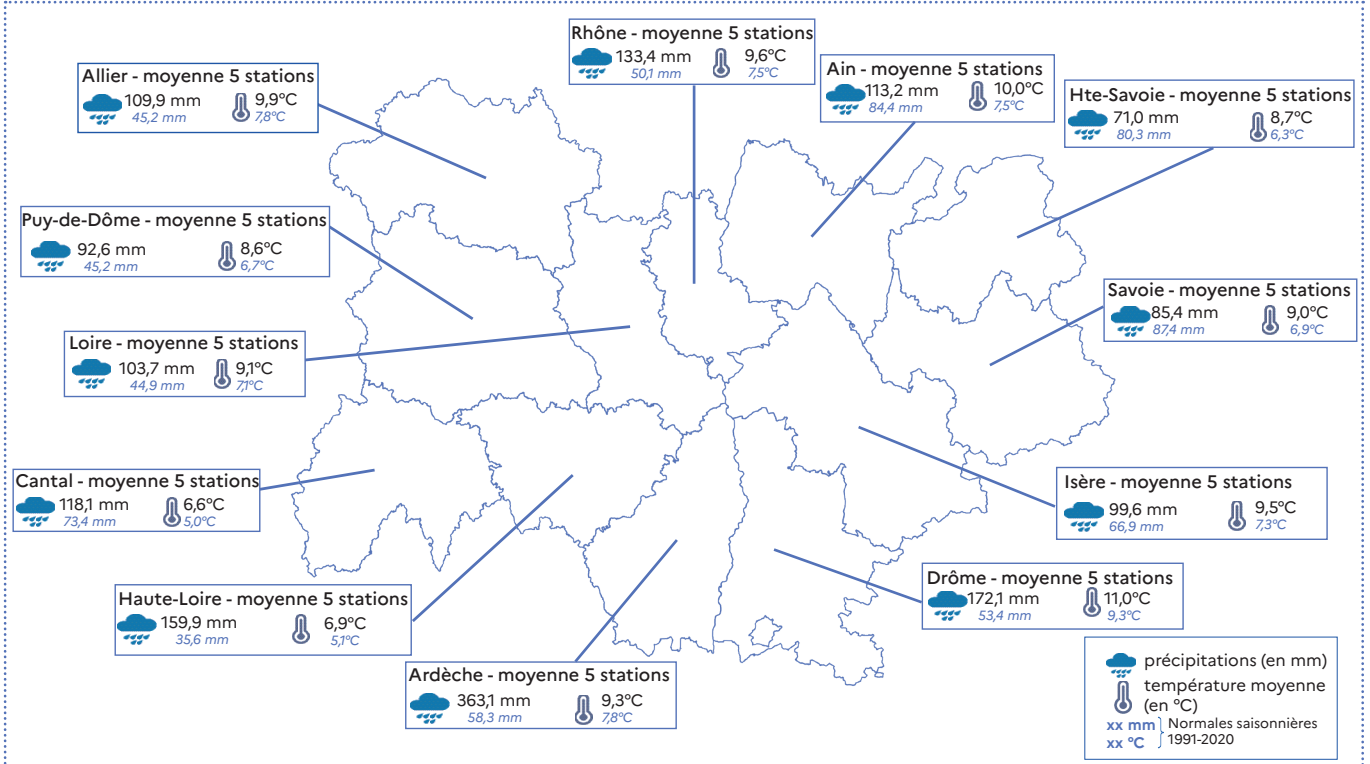 Rhône - moyenne 5 stations
133,4 mm 9,6°C
50,1 mm 7,5°C
Allier - moyenne 5 stations
109,9 mm 9,9°C
45,2 mm 7,8°C
Ain - moyenne 5 stations
113,2 mm 10,0°C
84,4 mm 7,5°C
Hte-Savoie - moyenne 5 stations
71,0 mm 8,7°C
80,3 mm 6,3°C
Puy-de-Dôme - moyenne 5 stations
92,6 mm 8,6°C
45,2 mm 6,7°C
Savoie - moyenne 5 stations
85,4 mm 9,0°C
87,4 mm 6,9°C
Loire - moyenne 5 stations
103,7 mm 9,1°C
44,9 mm 7,1°C
Cantal - moyenne 5 stations
118,1 mm 6,6°C
73,4 mm 5,0°C
Isère - moyenne 5 stations
99,6 mm 9,5°C
66,9 mm 7,3°C
Drôme - moyenne 5 stations
172,1 mm 11,0°C
53,4 mm 9,3°C
Haute-Loire - moyenne 5 stations
159,9 mm 6,9°C
35,6 mm 5,1°C
Ardèche - moyenne 5 stations
363,1 mm 9,3°C
58,3 mm 7,8°C
précipitations (en mm)
température moyenne
(en °C)
xx mm Normales saisonnières
xx °C 1991-2020